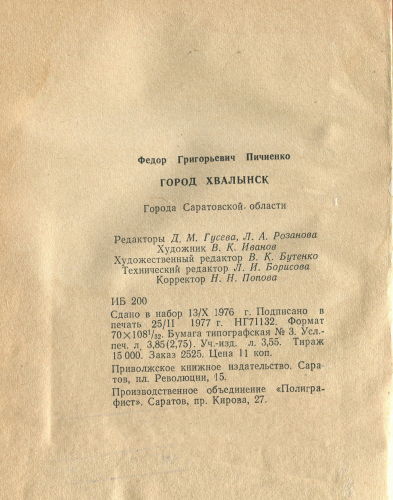 Федор Григорьевич Пичиенко
ГОРОД ХВАЛЫНСК
Города Саратовской области
Редакторы Д. М. Гусева, Л. А. Розанова
Художник В. К. Иванов
Художественный редактор В. К. Бутенко
Технический редактор Л. И. Борисова
Корректор Н. Н. Попова
ИБ 200
Сдано в набор 13/X 1976 г. Подписано в
печать 25/II 1977 г. НГ71132. Формат
70×108¹/₃₂. Бумага типографская № 3. Усл.-
печ. л 3,85(2,75). Уч.-изд. л. 3,55. Тираж
15 000. Заказ 2525. Цена 11 коп.
Приволжское книжное издательство. Сара-
тов, пл. Революции, 15.
Производственное объединение «Полигра-
фист». Саратов, пр. Кирова, 27.